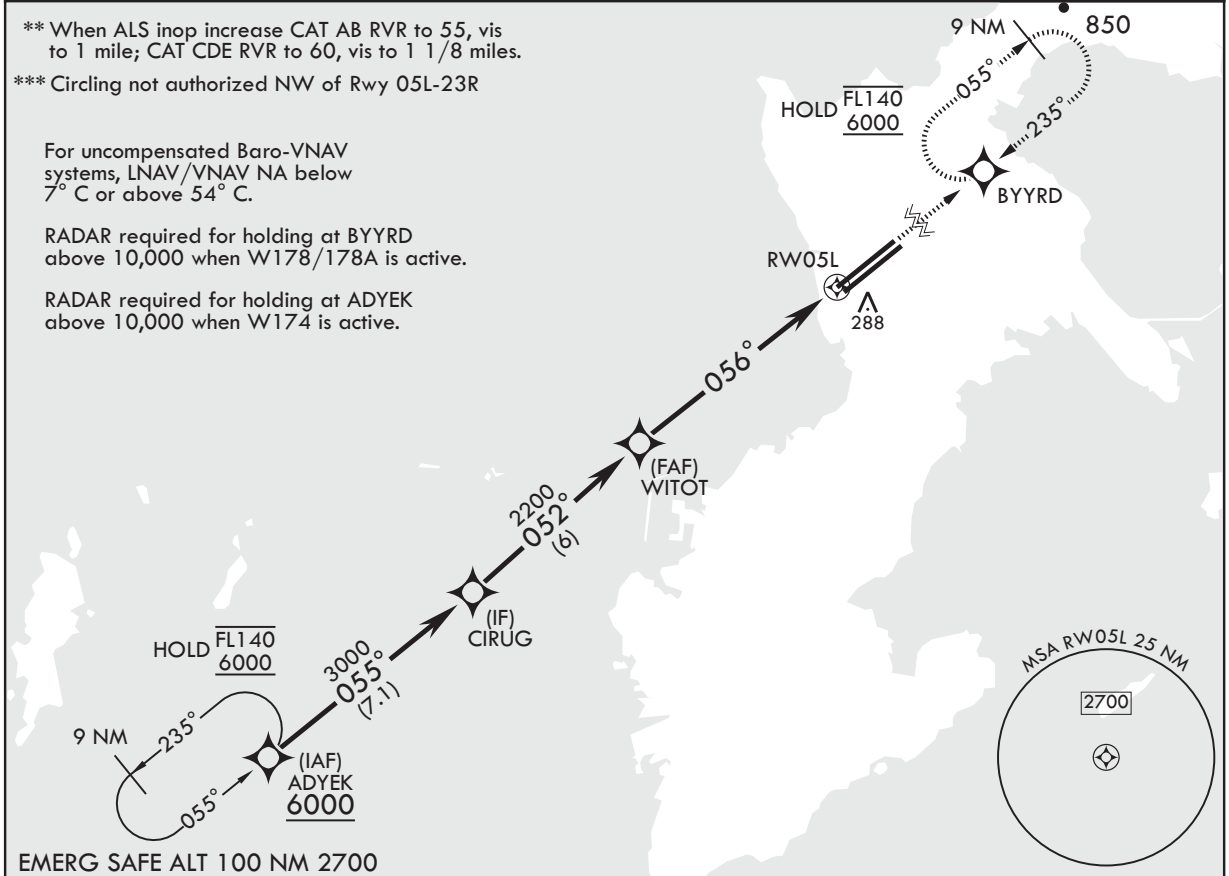 ** When ALS inop increase CAT AB RVR to 55, vis
to 1 mile; CAT CDE RVR to 60, vis to 1 1/8 miles.
*** Circling not authorized NW of Rwy 05L-23R
For uncompensated Baro-VNAV
systems, LNAV/VNAV NA below
7° C or above 54° C.
RADAR required for holding at BYYRD
above 10,000 when W178/178A is active.
RADAR required for holding at ADYEK
above 10,000 when W174 is active.
9 NM
850
055°
235°
HOLD FL140
6000
BYYRD
RW05L
288
056°
(FAF)
WITOT
2200
052°
(6)
(IF)
CIRUG
3000
055°
(7.1)
HOLD FL140
6000
9 NM
235°
055°
(IAF)
ADYEK
6000
MSA RW05L 25 NM
2700
EMERG SAFE ALT 100 NM 2700